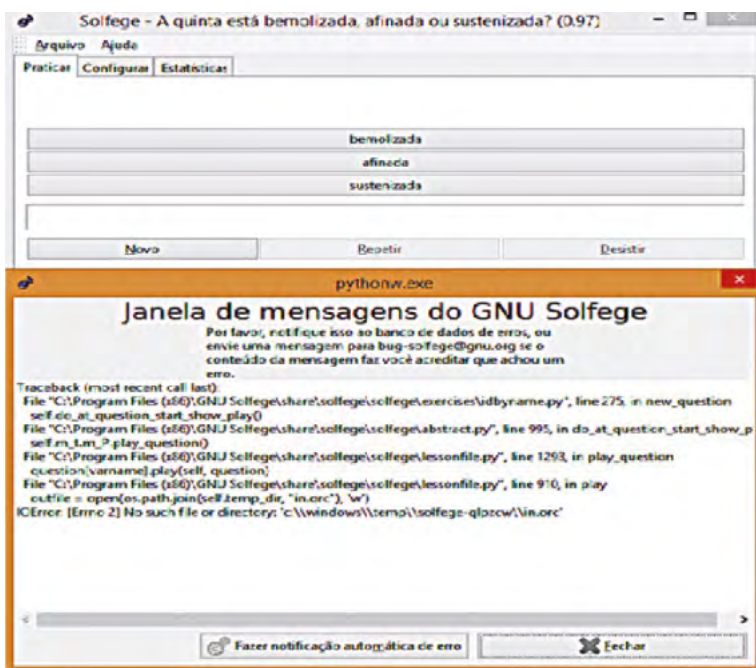 Solfege - A quinta está bemolizada, afinada ou sustenizada? (0.97)
Arquivo Ajuda
Praticar Configurar Estatísticas
bemolizada
afinada
sustenizada
Novo Repetir Desistir
pythonw.exe
Janela de mensagens do GNU Solfege
Por favor, notifique isso ao banco de dados de erros, ou
envie uma mensagem para bug-solfege@gnu.org se o
conteúdo da mensagem faz você acreditar que achou um
erro.
Traceback (most recent call last):
File "C:\Program Files (x86)\GNU Solfege\share\solfege\solfege\exercises\idbyname.py", line 275, in new_question
self.do_at_question_start_show_play()
File "C:\Program Files (x86)\GNU Solfege\share\solfege\solfege\abstract.py", line 995, in do_at_question_start_show_p
self.m_t.m_P.play_question()
File "C:\Program Files (x86)\GNU Solfege\share\solfege\solfege\lessonfile.py", line 1293, in play_question
question[varname].play(self, question)
File "C:\Program Files (x86)\GNU Solfege\share\solfege\solfege\lessonfile.py", line 910, in play
outfile = open(os.path.join(self.temp_dir, "in.orc"), 'w')
IOError: [Errno 2] No such file or directory: 'c:\\windows\\temp\\solfege-qlpzcw\\in.orc'
Fazer notificação automática de erro Fechar